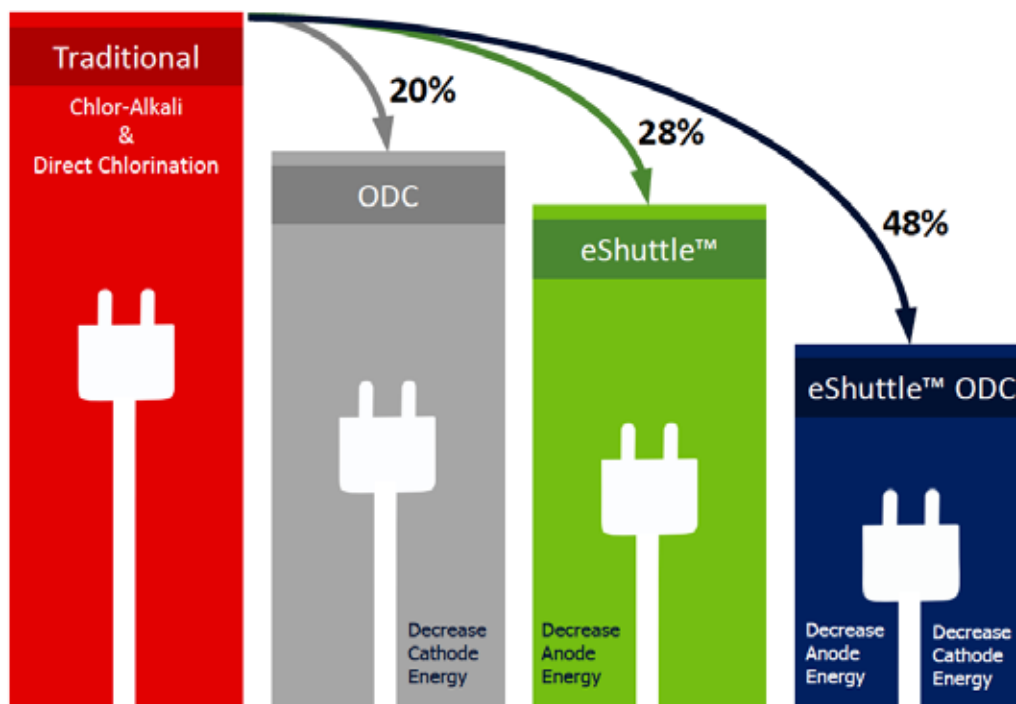 Traditional
Chlor-Alkali
&
Direct Chlorination
20%
ODC
Decrease
Cathode
Energy
28%
eShuttle™
Decrease
Anode
Energy
48%
eShuttle™ ODC
Decrease
Anode
Energy
Decrease
Cathode
Energy